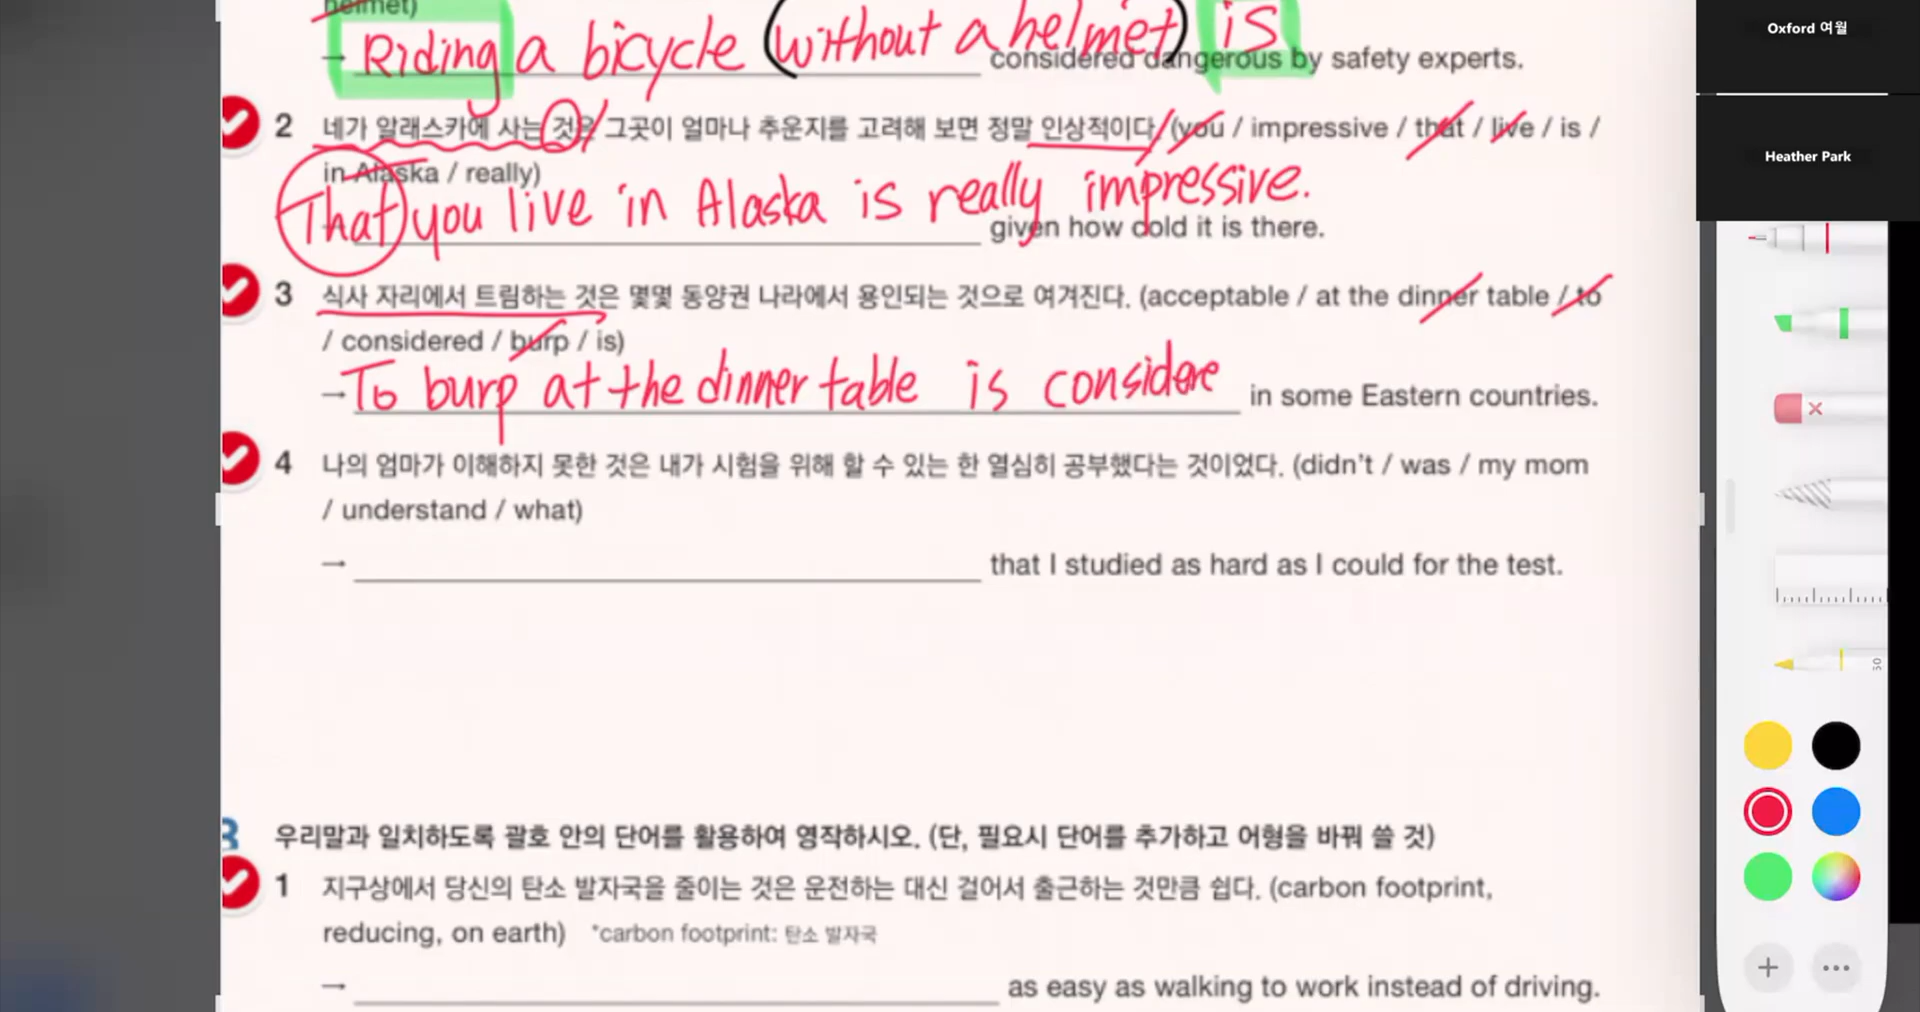 helmet)
→ Riding a bicycle (without a helmet) is considered dangerous by safety experts.
2 네가 알래스카에 사는 것은 그곳이 얼마나 추운지를 고려해 보면 정말 인상적이다. (you / impressive / that / live / is /
in Alaska / really)
That you live in Alaska is really impressive.
given how cold it is there.
3 식사 자리에서 트림하는 것은 몇몇 동양권 나라에서 용인되는 것으로 여겨진다. (acceptable / at the dinner table / to
/ considered / burp / is)
→ To burp at the dinner table is considere in some Eastern countries.
4 나의 엄마가 이해하지 못한 것은 내가 시험을 위해 할 수 있는 한 열심히 공부했다는 것이었다. (didn't / was / my mom
/ understand / what)
→ that I studied as hard as I could for the test.
B 우리말과 일치하도록 괄호 안의 단어를 활용하여 영작하시오. (단, 필요시 단어를 추가하고 어형을 바꿔 쓸 것)
1 지구상에서 당신의 탄소 발자국을 줄이는 것은 운전하는 대신 걸어서 출근하는 것만큼 쉽다. (carbon footprint,
reducing, on earth) *carbon footprint: 탄소 발자국
→ as easy as walking to work instead of driving.
Oxford 여월
Heather Park
50